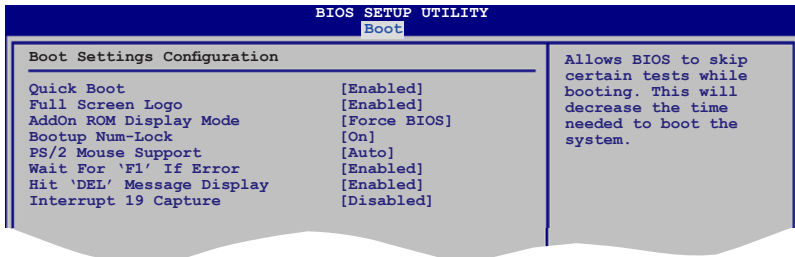 BIOS SETUP UTILITY
Boot
Boot Settings Configuration
Quick Boot [Enabled]
Full Screen Logo [Enabled]
AddOn ROM Display Mode [Force BIOS]
Bootup Num-Lock [On]
PS/2 Mouse Support [Auto]
Wait For ‘F1’ If Error [Enabled]
Hit ‘DEL’ Message Display [Enabled]
Interrupt 19 Capture [Disabled]
Allows BIOS to skip
certain tests while
booting. This will
decrease the time
needed to boot the
system.